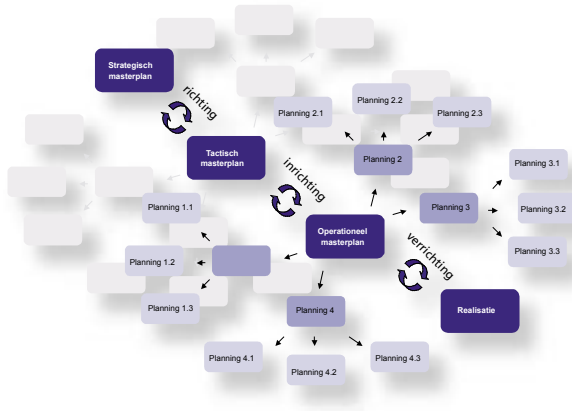 Strategisch
masterplan
richting
Planning 2.1
Planning 2.2
Planning 2.3
Tactisch
masterplan
inrichting
Planning 2
Planning 3.1
Planning 3
Planning 3.2
Planning 3.3
Planning 1.1
Planning 1.2
Planning 1.3
Operationeel
masterplan
verrichting
Planning 4
Realisatie
Planning 4.1
Planning 4.2
Planning 4.3